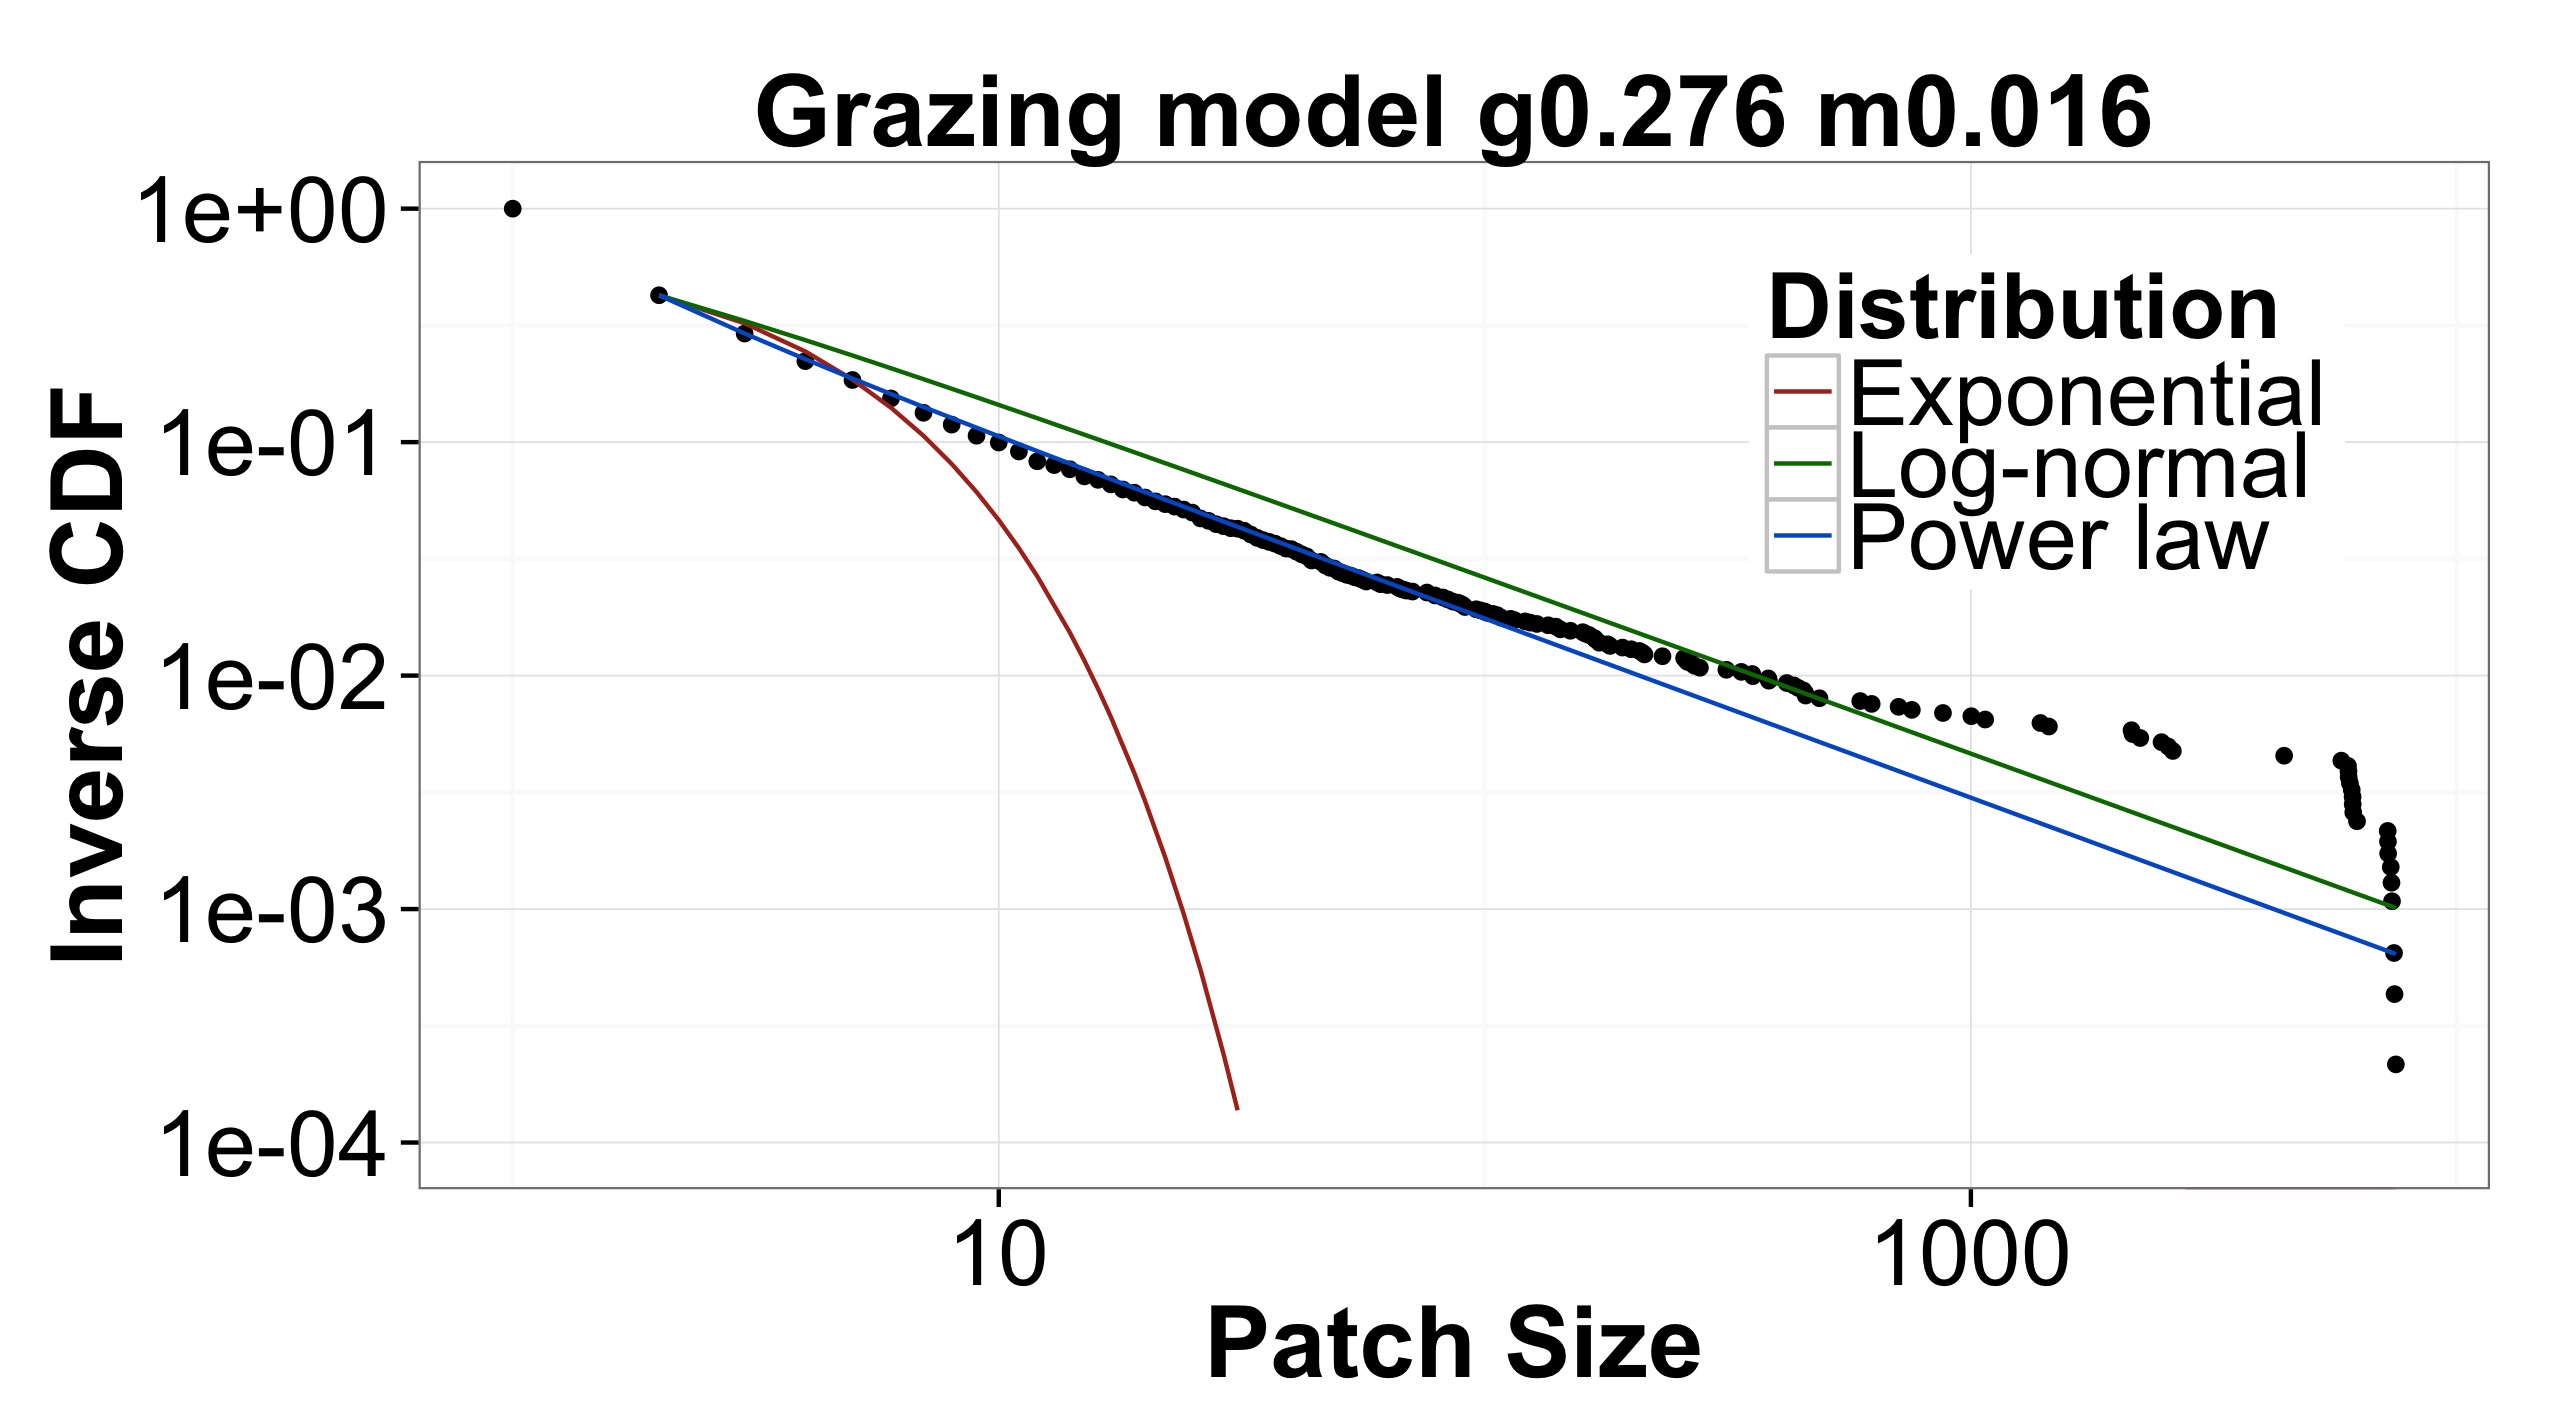 Grazing model g0.276 m0.016
1e+00
1e-01
1e-02
1e-03
1e-04
Inverse CDF
Distribution
Exponential
Log-normal
Power law
10
1000
Patch Size